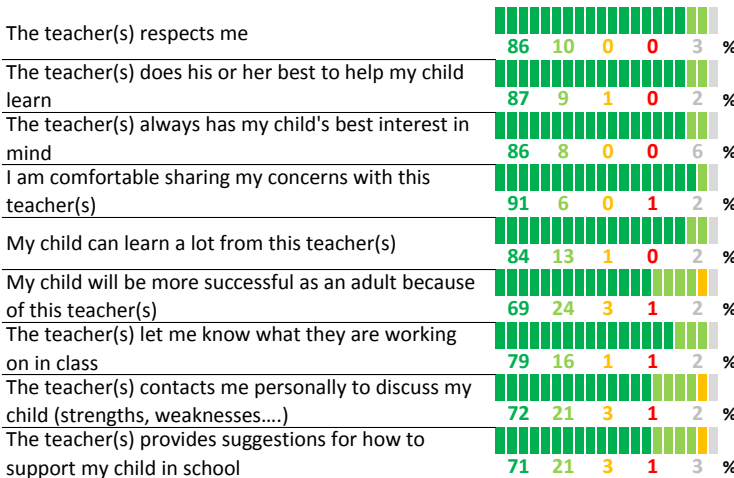 The teacher(s) respects me
86 10 0 0 3 %
The teacher(s) does his or her best to help my child
learn
87 9 1 0 2 %
The teacher(s) always has my child's best interest in
mind
86 8 0 0 6 %
I am comfortable sharing my concerns with this
teacher(s)
91 6 0 1 2 %
My child can learn a lot from this teacher(s)
84 13 1 0 2 %
My child will be more successful as an adult because
of this teacher(s)
69 24 3 1 2 %
The teacher(s) let me know what they are working
on in class
79 16 1 1 2 %
The teacher(s) contacts me personally to discuss my
child (strengths, weaknesses....)
72 21 3 1 2 %
The teacher(s) provides suggestions for how to
support my child in school
71 21 3 1 3 %